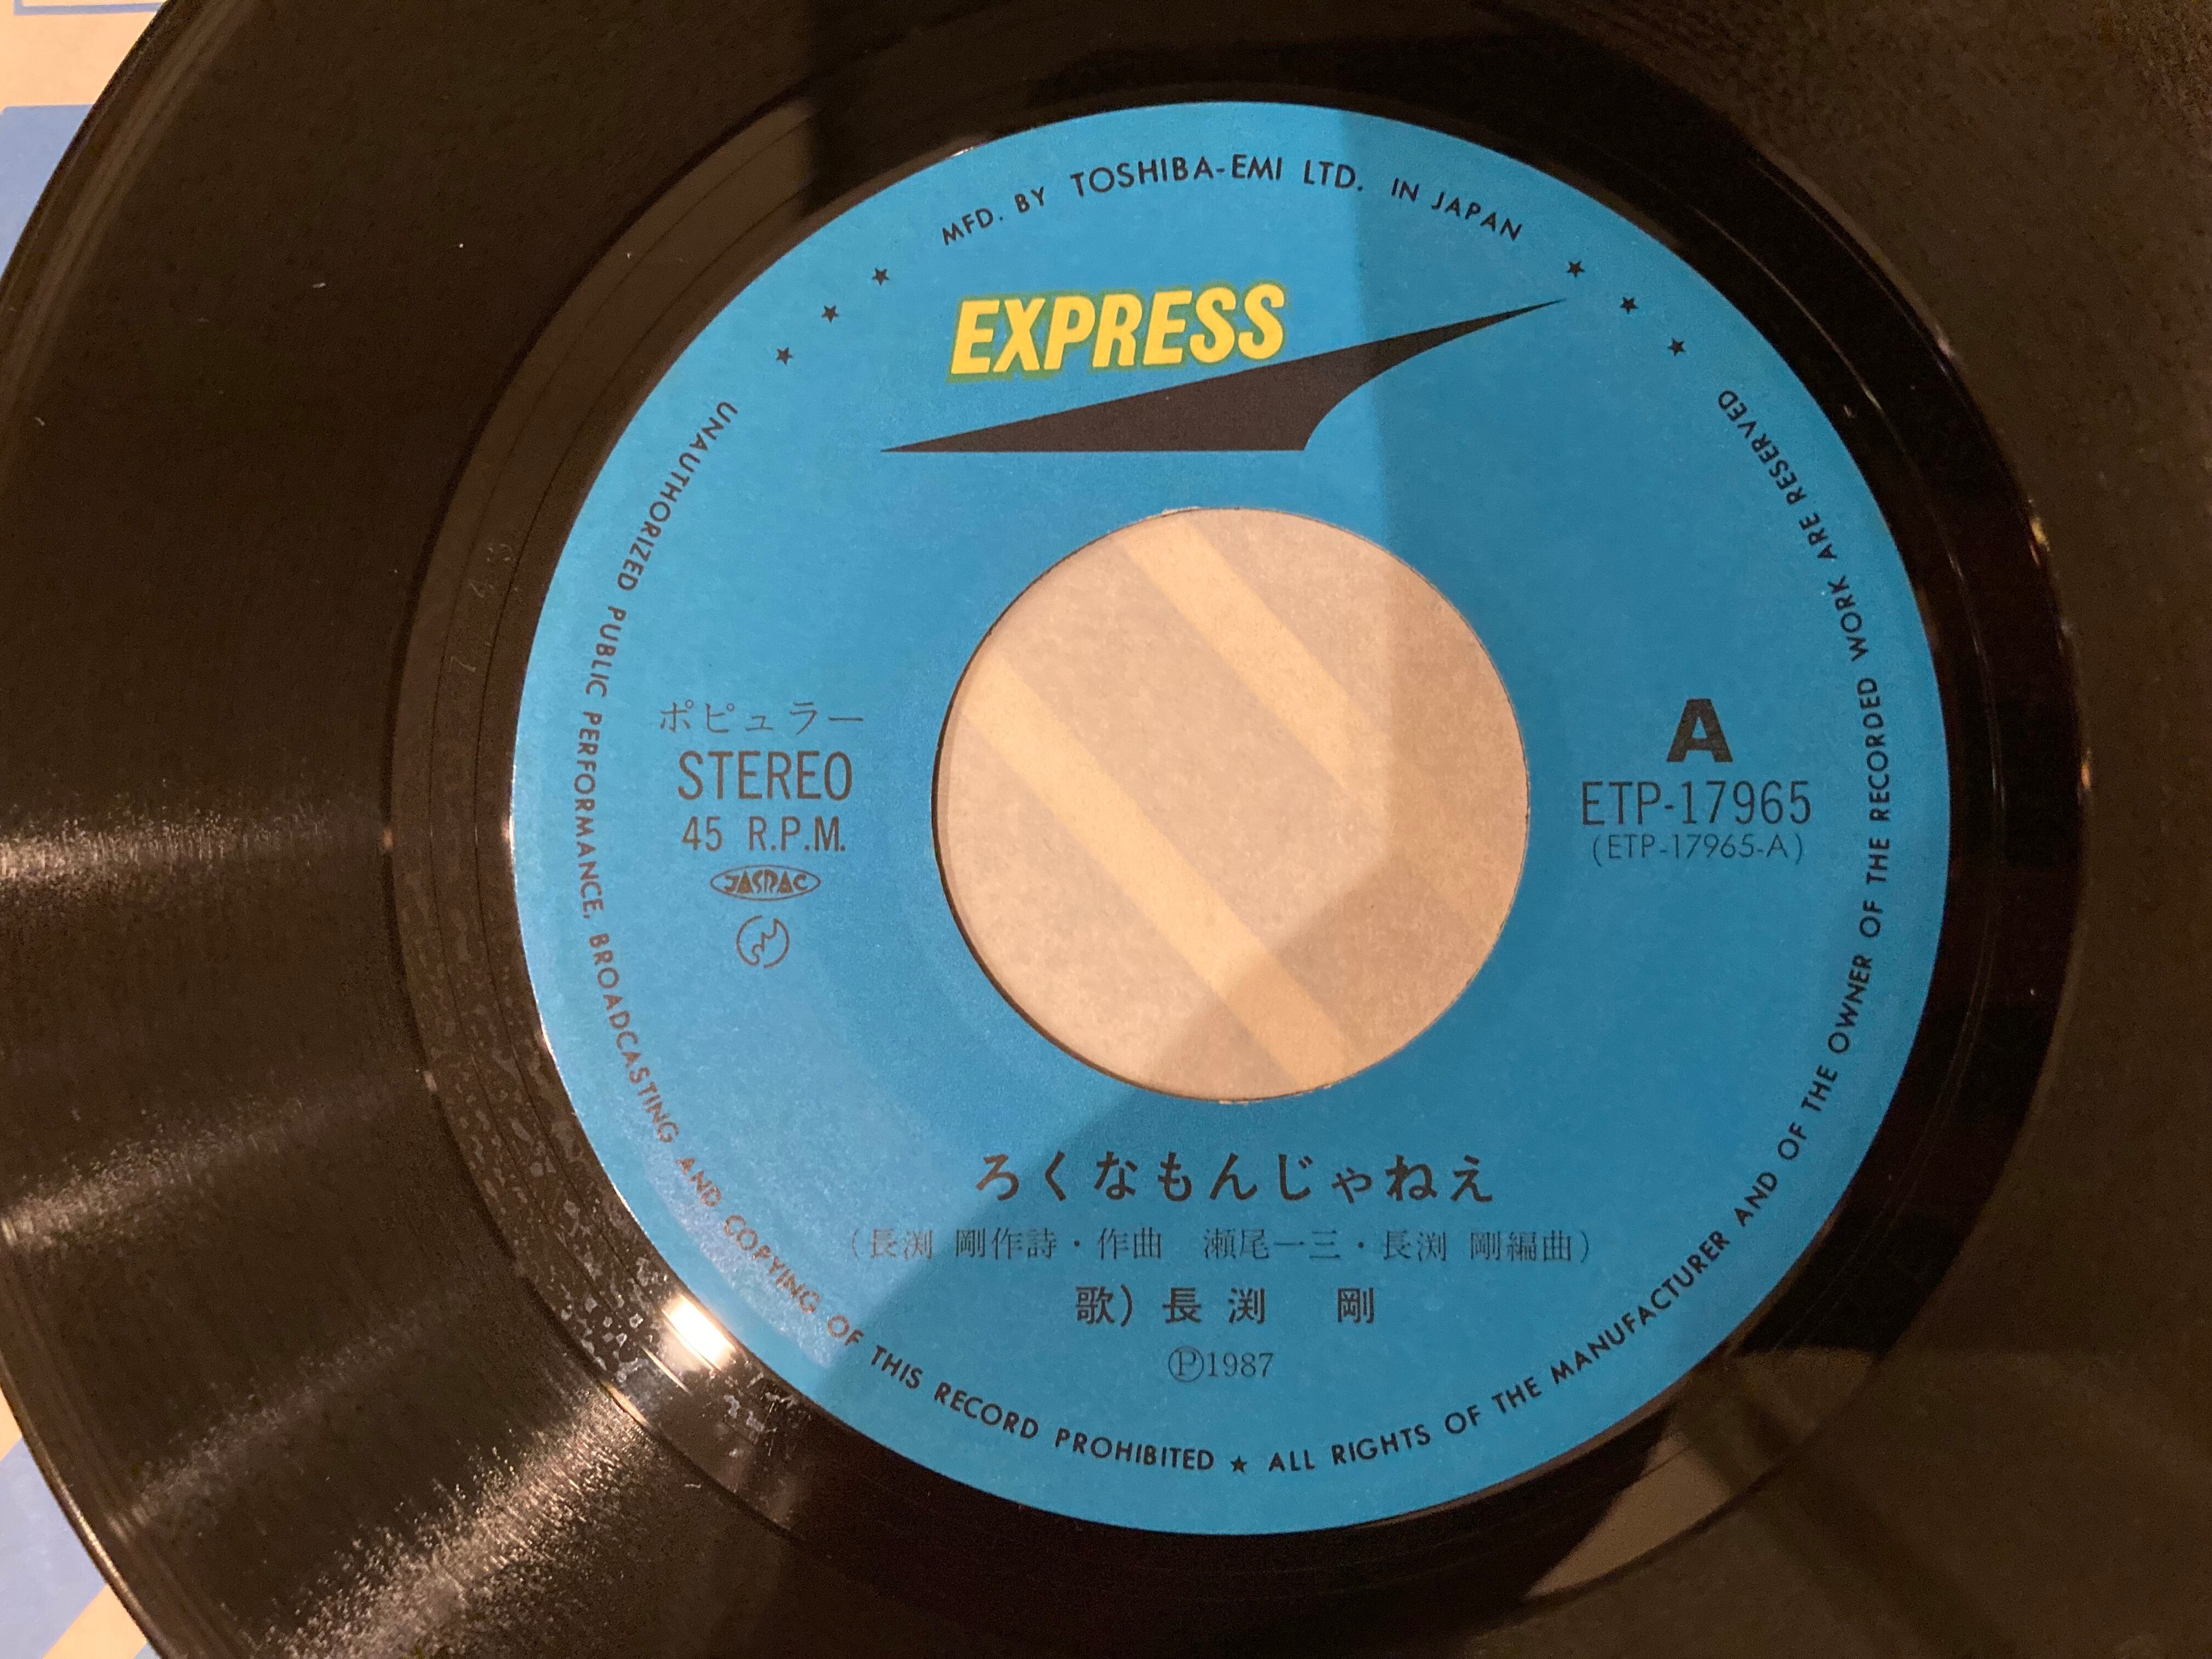 MFD. BY TOSHIBA-EMI LTD. IN JAPAN
EXPRESS
ポピュラー
STEREO
45 R.P.M.
JASRAC
A
ETP-17965
(ETP-17965-A)
ろくなもんじゃねえ
(長渕 剛作詩・作曲 瀬尾一三・長渕 剛編曲)
歌) 長渕 剛
Ⓟ1987
UNAUTHORIZED PUBLIC PERFORMANCE, BROADCASTING AND COPYING OF THIS RECORD PROHIBITED ★ ALL RIGHTS OF THE MANUFACTURER AND OF THE OWNER OF THE RECORDED WORK ARE RESERVED